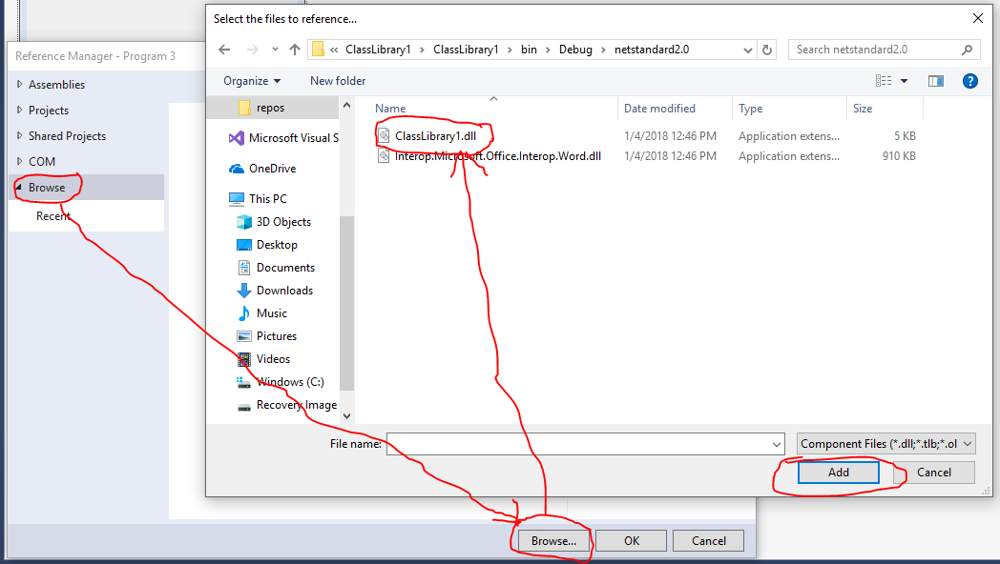 Select the files to reference...
« ClassLibrary1 > ClassLibrary1 > bin > Debug > netstandard2.0
Search netstandard2.0
Reference Manager - Program 3
Organize
New folder
Assemblies
Projects
Shared Projects
COM
Browse
Recent
repos
Microsoft Visual S
OneDrive
This PC
3D Objects
Desktop
Documents
Downloads
Music
Pictures
Videos
Windows (C:)
Recovery Image
Name Date modified Type Size
ClassLibrary1.dll 1/4/2018 12:46 PM Application extens... 5 KB
Interop.Microsoft.Office.Interop.Word.dll 1/4/2018 12:46 PM Application extens... 910 KB
File name:
Component Files (*.dll;*.tlb;*.ol
Add Cancel
Browse... OK Cancel